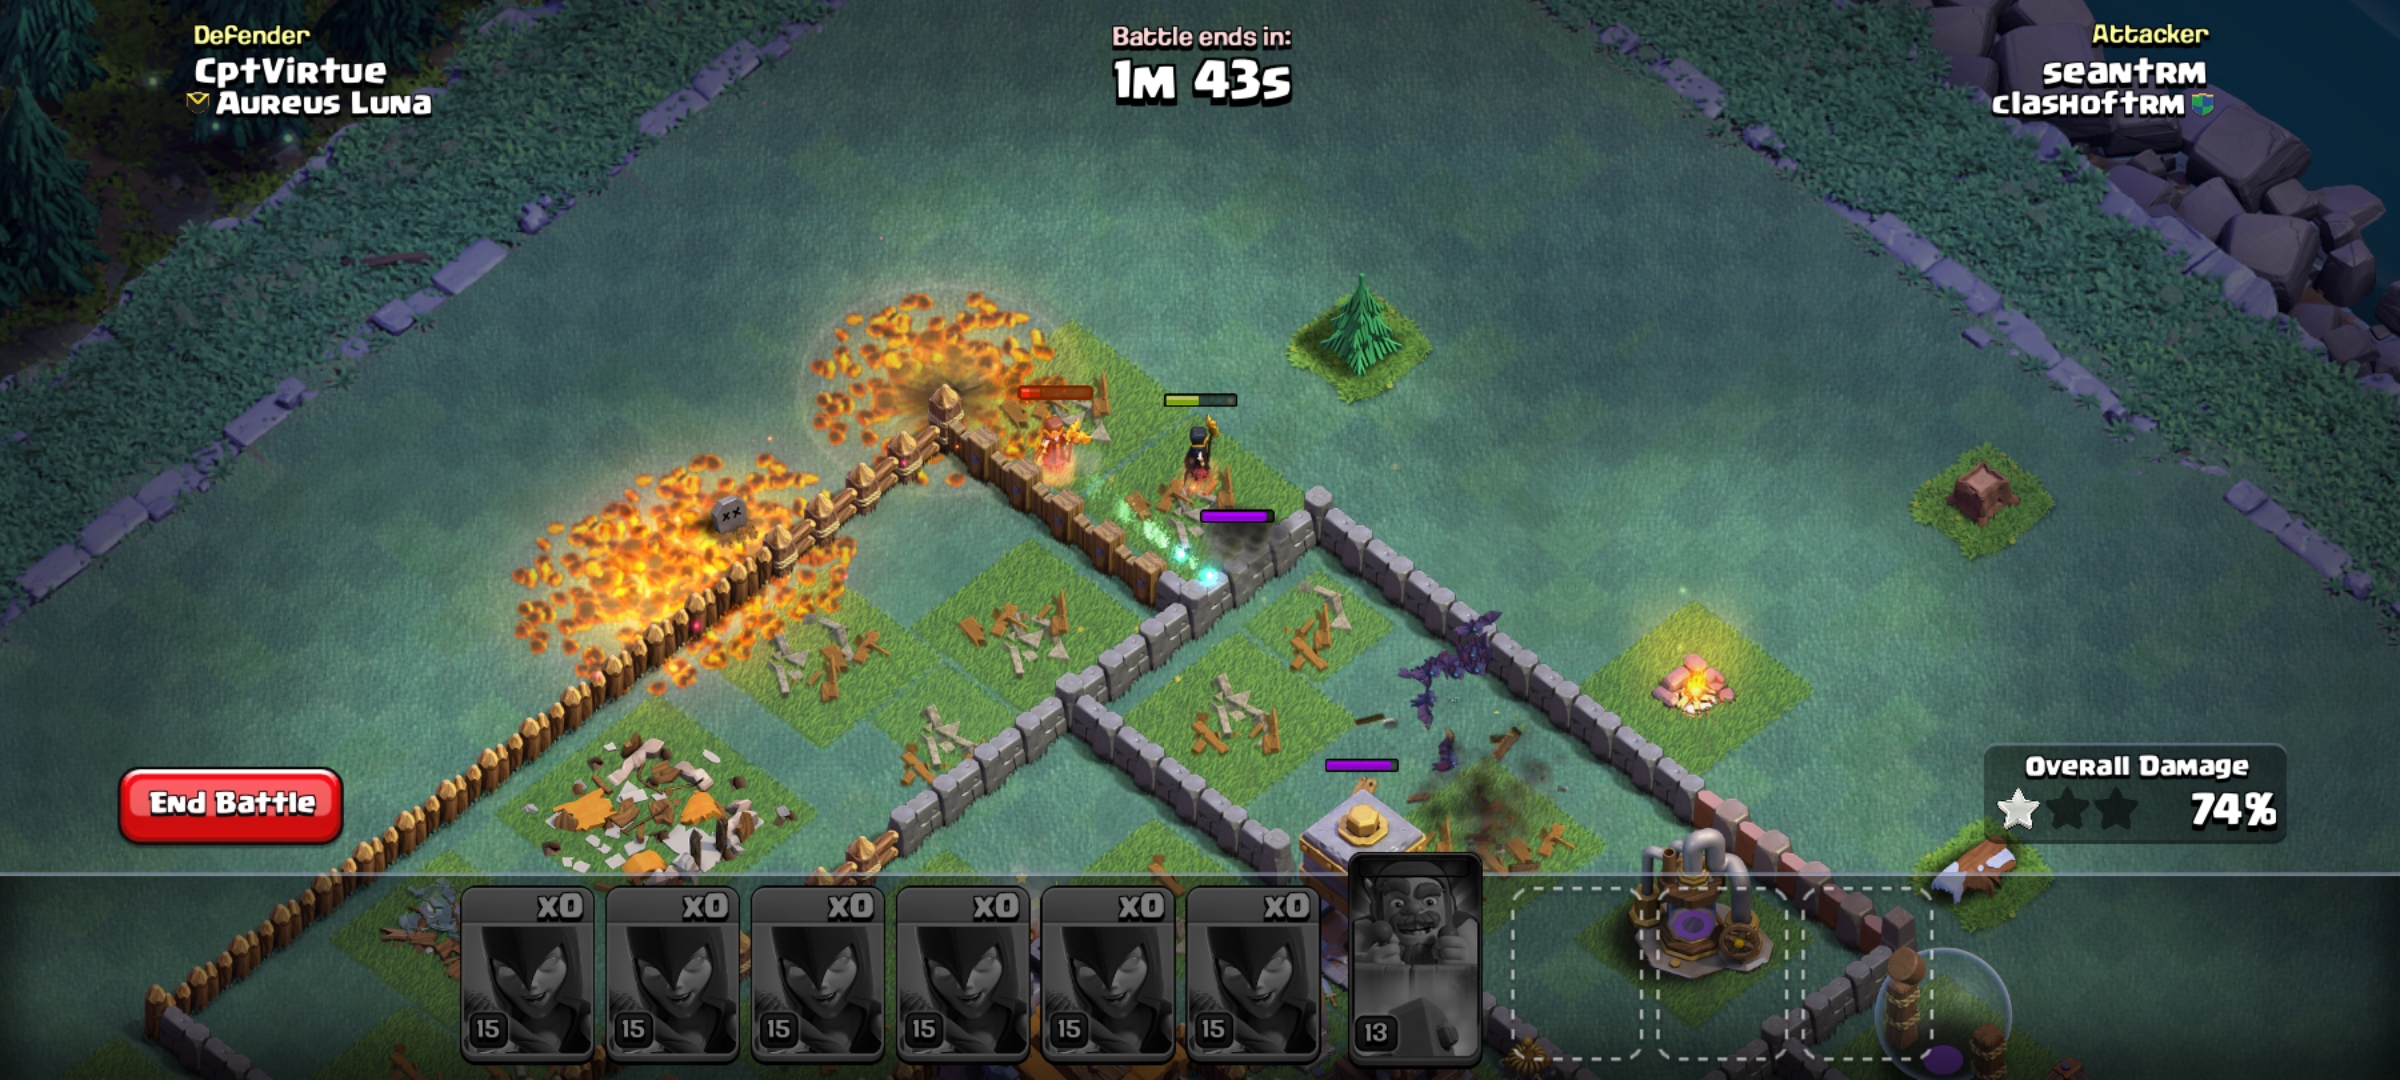 Defender
CptVirtue
Aureus Luna
Battle ends in:
1M 43s
Attacker
seantRM
clashoftRM
End Battle
Overall Damage
74%
x0
x0
x0
x0
x0
x0
15
15
15
15
15
15
13